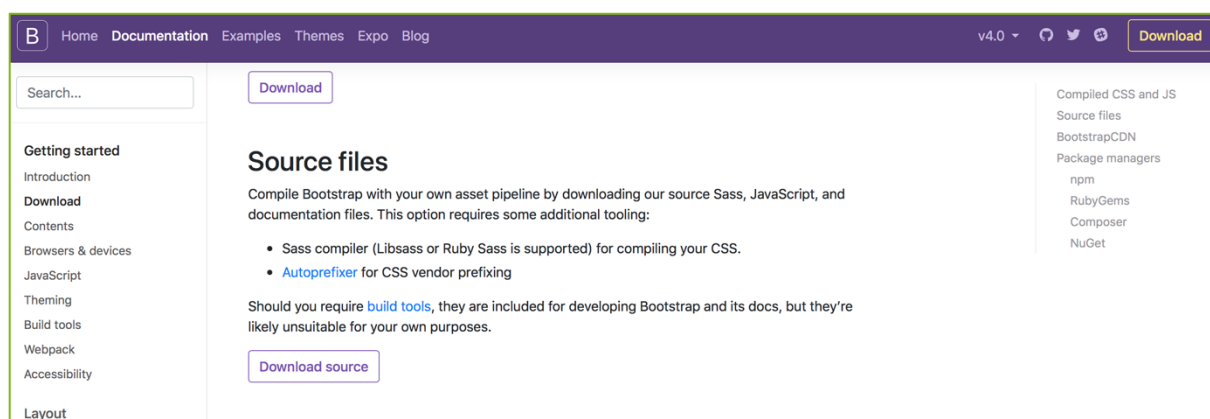 B Home Documentation Examples Themes Expo Blog v4.0 Download
Search...
Getting started
Introduction
Download
Contents
Browsers & devices
JavaScript
Theming
Build tools
Webpack
Accessibility
Layout
Download
Source files
Compile Bootstrap with your own asset pipeline by downloading our source Sass, JavaScript, and
documentation files. This option requires some additional tooling:
• Sass compiler (Libsass or Ruby Sass is supported) for compiling your CSS.
• Autoprefixer for CSS vendor prefixing
Should you require build tools, they are included for developing Bootstrap and its docs, but they’re
likely unsuitable for your own purposes.
Download source
Compiled CSS and JS
Source files
BootstrapCDN
Package managers
npm
RubyGems
Composer
NuGet